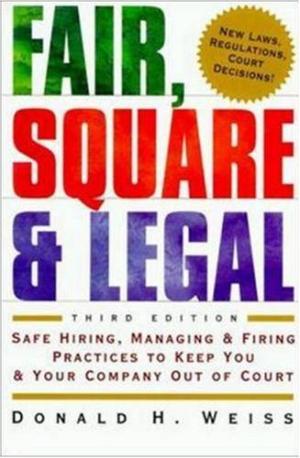 FAIR,
NEW LAWS,
REGULATIONS,
COURT
DECISIONS!
SQUARE
& LEGAL
THIRD EDITION
SAFE HIRING, MANAGING & FIRING
PRACTICES TO KEEP YOU
& YOUR COMPANY OUT OF COURT
DONALD H. WEISS